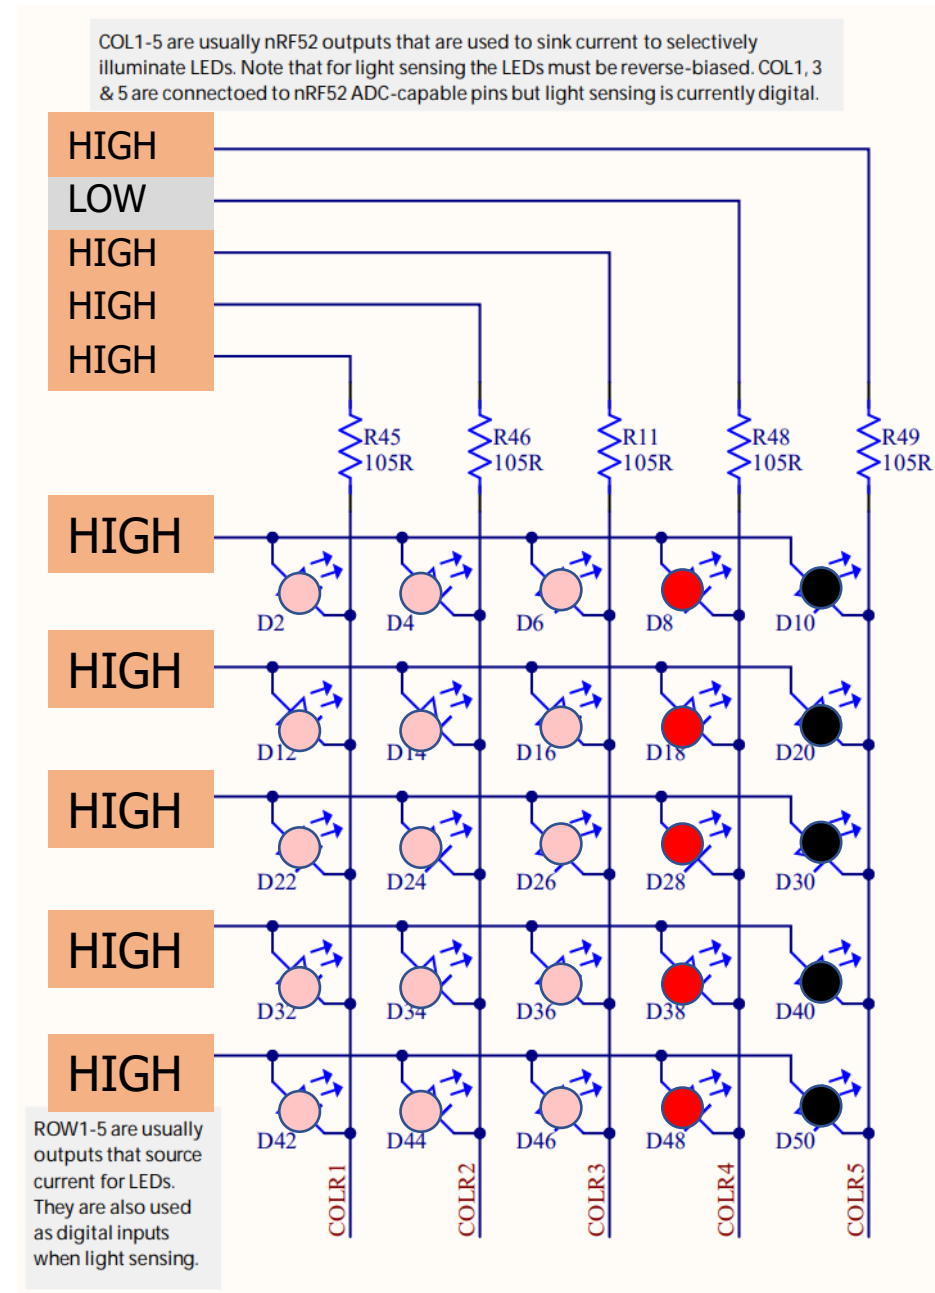 COL1-5 are usually nRF52 outputs that are used to sink current to selectively
illuminate LEDs. Note that for light sensing the LEDs must be reverse-biased. COL1, 3
& 5 are connectoed to nRF52 ADC-capable pins but light sensing is currently digital.
HIGH
LOW
HIGH
HIGH
HIGH
R45 R46 R11 R48 R49
105R 105R 105R 105R 105R
HIGH
D2 D4 D6 D8 D10
HIGH
D12 D14 D16 D18 D20
HIGH
D22 D24 D26 D28 D30
HIGH
D32 D34 D36 D38 D40
HIGH
D42 D44 D46 D48 D50
ROW1-5 are usually
outputs that source
current for LEDs.
They are also used
as digital inputs
when light sensing.
COLR1 COLR2 COLR3 COLR4 COLR5